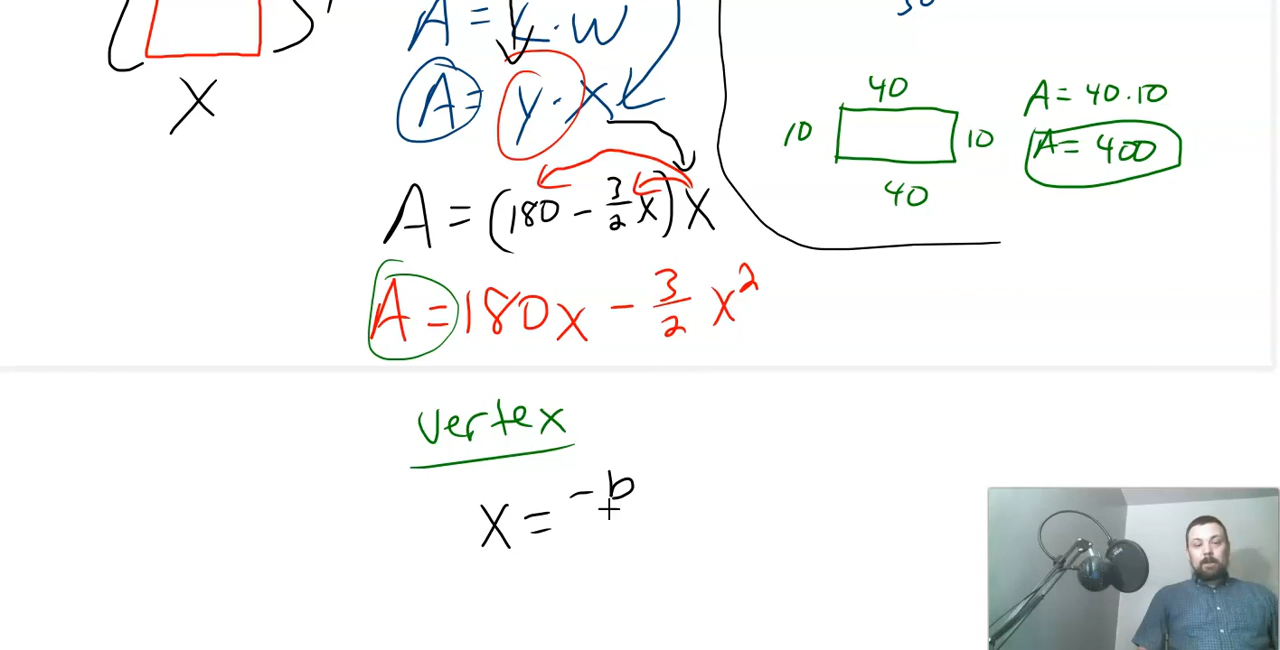 A = L · W
A = y · x
X
A = (180 - 3/2 x) x
A = 180x - 3/2 x²
40
10 10
40
A = 40 · 10
A = 400
vertex
x = -b